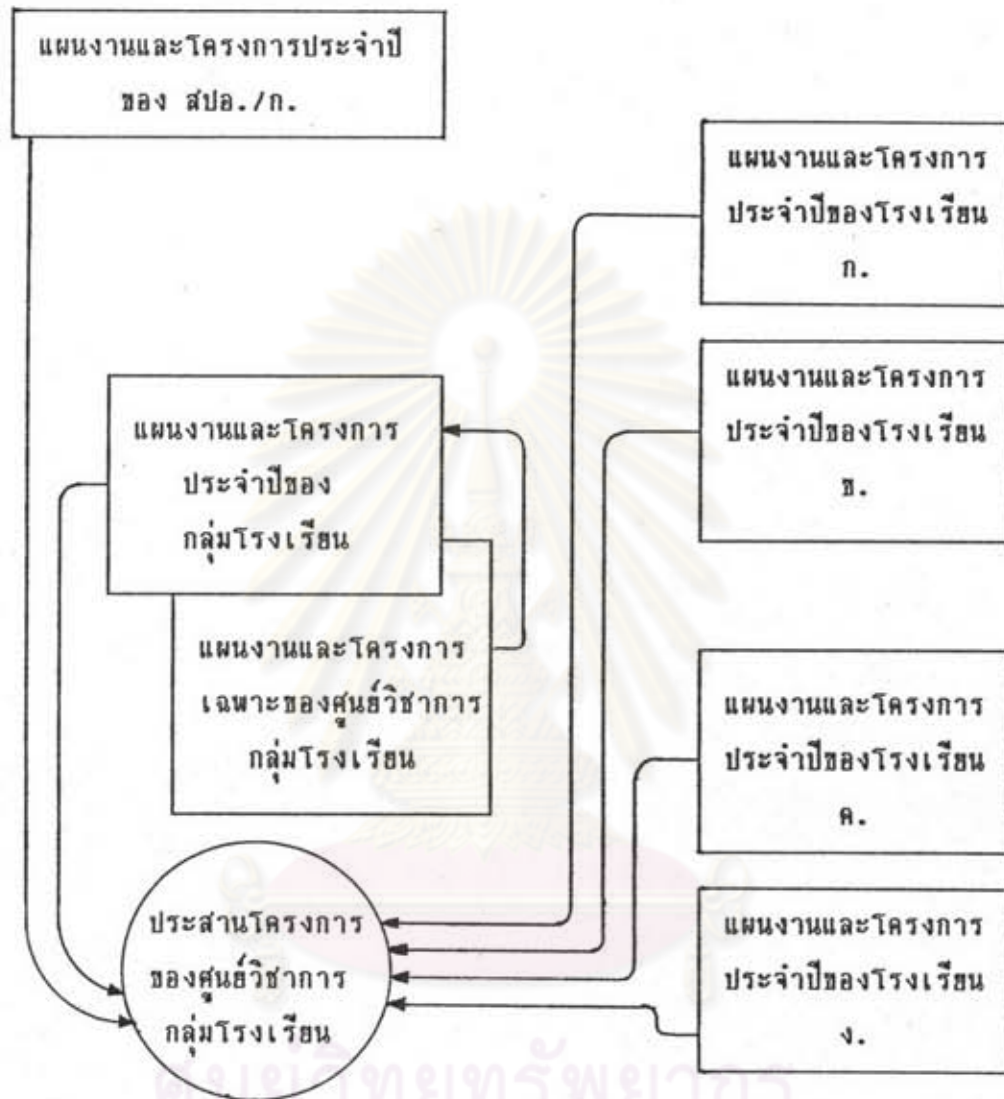 แผนงานและโครงการประจำปี
ของ สปอ./ก.
แผนงานและโครงการ
ประจำปีของโรงเรียน
ก.
แผนงานและโครงการ
ประจำปีของโรงเรียน
ข.
แผนงานและโครงการ
ประจำปีของ
กลุ่มโรงเรียน
แผนงานและโครงการ
เฉพาะของศูนย์วิชาการ
กลุ่มโรงเรียน
แผนงานและโครงการ
ประจำปีของโรงเรียน
ค.
แผนงานและโครงการ
ประจำปีของโรงเรียน
ง.
ประสานโครงการ
ของศูนย์วิชาการ
กลุ่มโรงเรียน
ศูนย์วิทยทรัพยากร